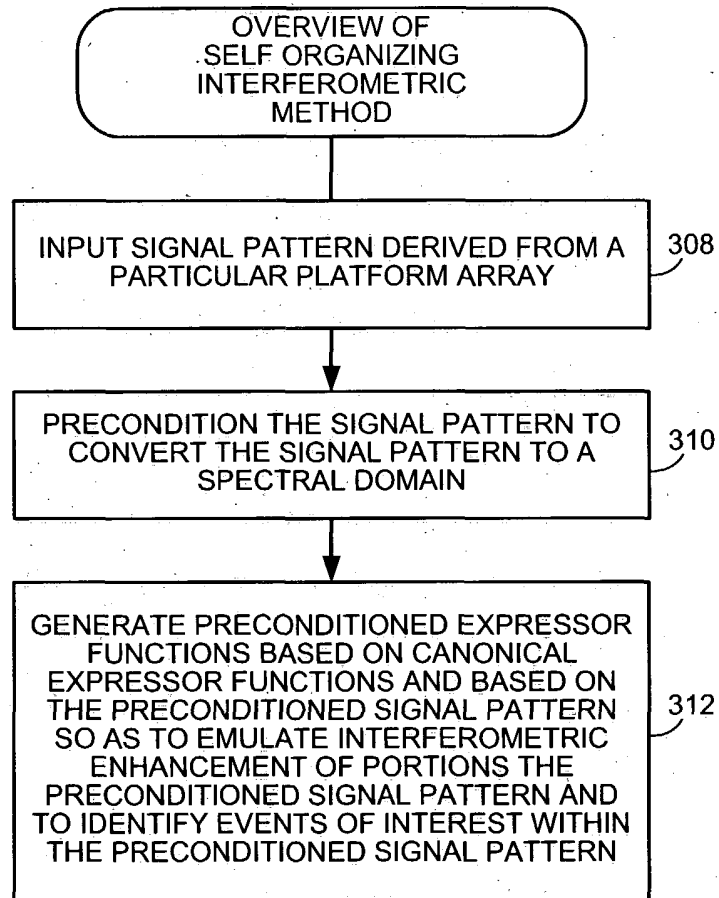 OVERVIEW OF
SELF ORGANIZING
INTERFEROMETRIC
METHOD
INPUT SIGNAL PATTERN DERIVED FROM A
PARTICULAR PLATFORM ARRAY
308
PRECONDITION THE SIGNAL PATTERN TO
CONVERT THE SIGNAL PATTERN TO A
SPECTRAL DOMAIN
310
GENERATE PRECONDITIONED EXPRESSOR
FUNCTIONS BASED ON CANONICAL
EXPRESSOR FUNCTIONS AND BASED ON
THE PRECONDITIONED SIGNAL PATTERN
SO AS TO EMULATE INTERFEROMETRIC
ENHANCEMENT OF PORTIONS THE
PRECONDITIONED SIGNAL PATTERN AND
TO IDENTIFY EVENTS OF INTEREST WITHIN
THE PRECONDITIONED SIGNAL PATTERN
312